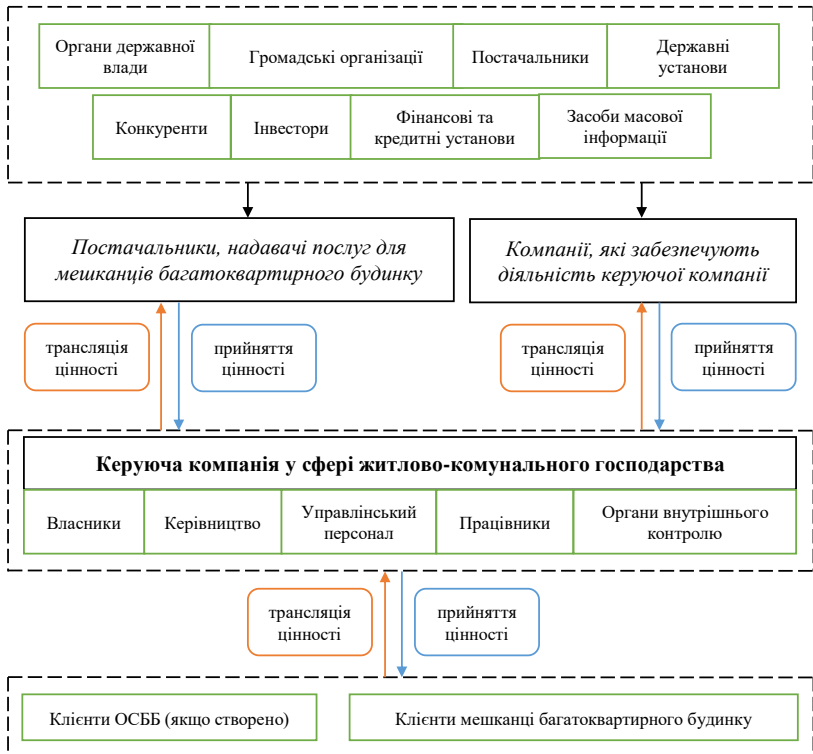 Органи державної
влади
Громадські організації
Постачальники
Державні
установи
Конкуренти
Інвестори
Фінансові та
кредитні установи
Засоби масової
інформації
Постачальники, надавачі послуг для
мешканців багатоквартирного будинку
Компанії, які забезпечують
діяльність керуючої компанії
трансляція
цінності
прийняття
цінності
трансляція
цінності
прийняття
цінності
Керуюча компанія у сфері житлово-комунального господарства
Власники
Керівництво
Управлінський
персонал
Працівники
Органи внутрішнього
контролю
трансляція
цінності
прийняття
цінності
Клієнти ОСББ (якщо створено)
Клієнти мешканці багатоквартирного будинку